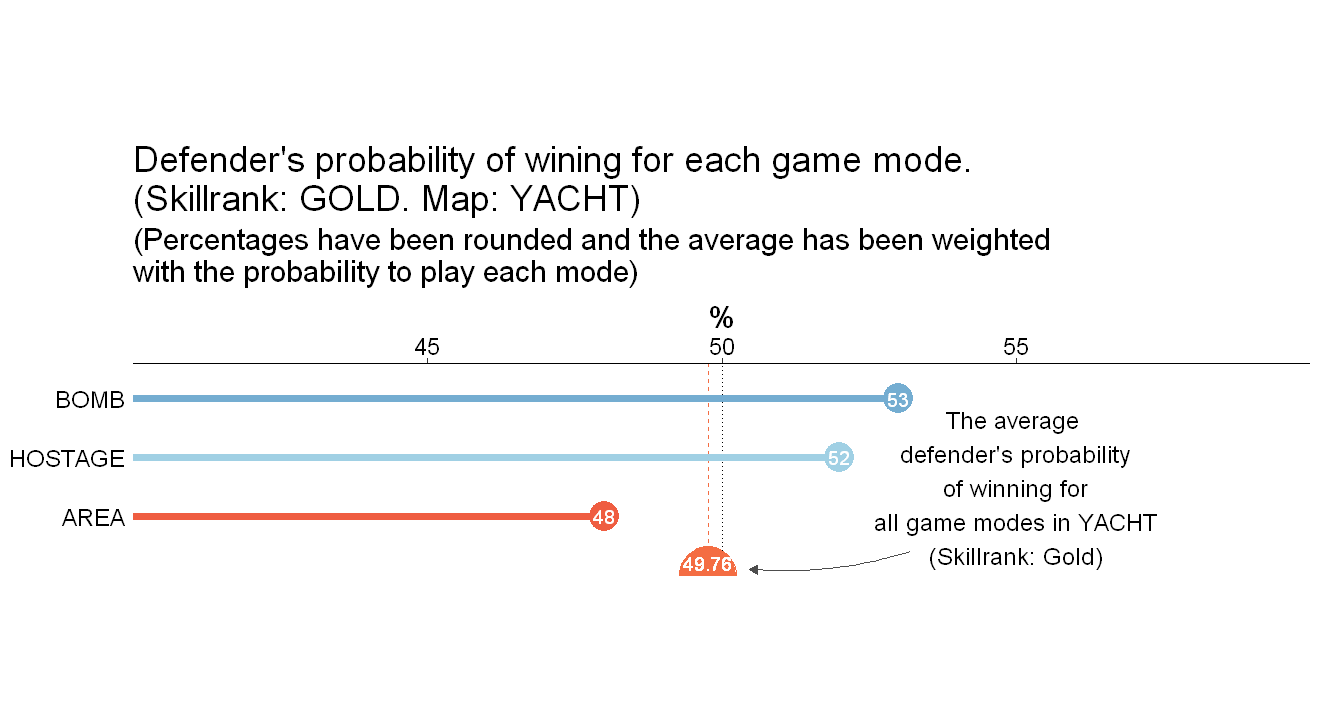 Defender's probability of wining for each game mode.
(Skillrank: GOLD. Map: YACHT)
(Percentages have been rounded and the average has been weighted
with the probability to play each mode)
%
45 50 55
BOMB 53
HOSTAGE 52
AREA 48
The average
defender's probability
of winning for
all game modes in YACHT
(Skillrank: Gold)
49.76